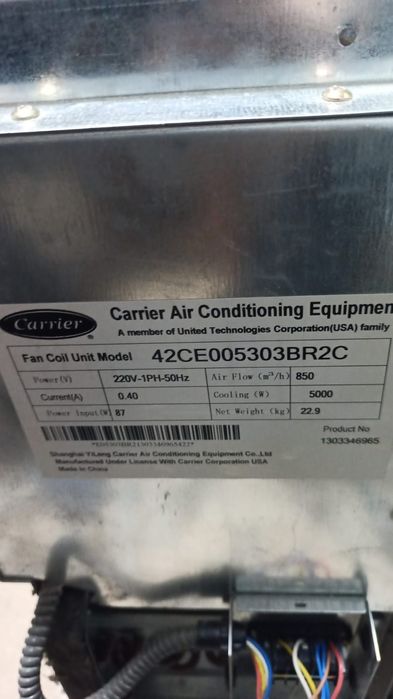 Carrier
Carrier Air Conditioning Equipmen
A member of United Technologies Corporation(USA) family
Fan Coil Unit Model 42CE005303BR2C
Power(V) 220V-1PH-50Hz Air Flow (m³/h) 850
Current(A) 0.40 Cooling (W) 5000
Power Input(W) 87 Net Weight (kg) 22.9
Product No
1303346965
Shanghai YiLeng Carrier Air Conditioning Equipment Co.,Ltd
Manufactured Under License With Carrier Corporation USA
Made in China